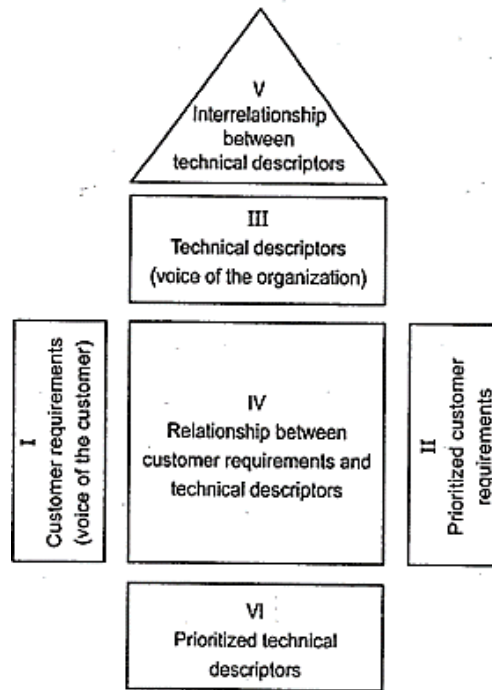 V
Interrelationship
between
technical descriptors
III
Technical descriptors
(voice of the organization)
I
Customer requirements
(voice of the customer)
IV
Relationship between
customer requirements and
technical descriptors
II
Prioritized customer
requirements
VI
Prioritized technical
descriptors